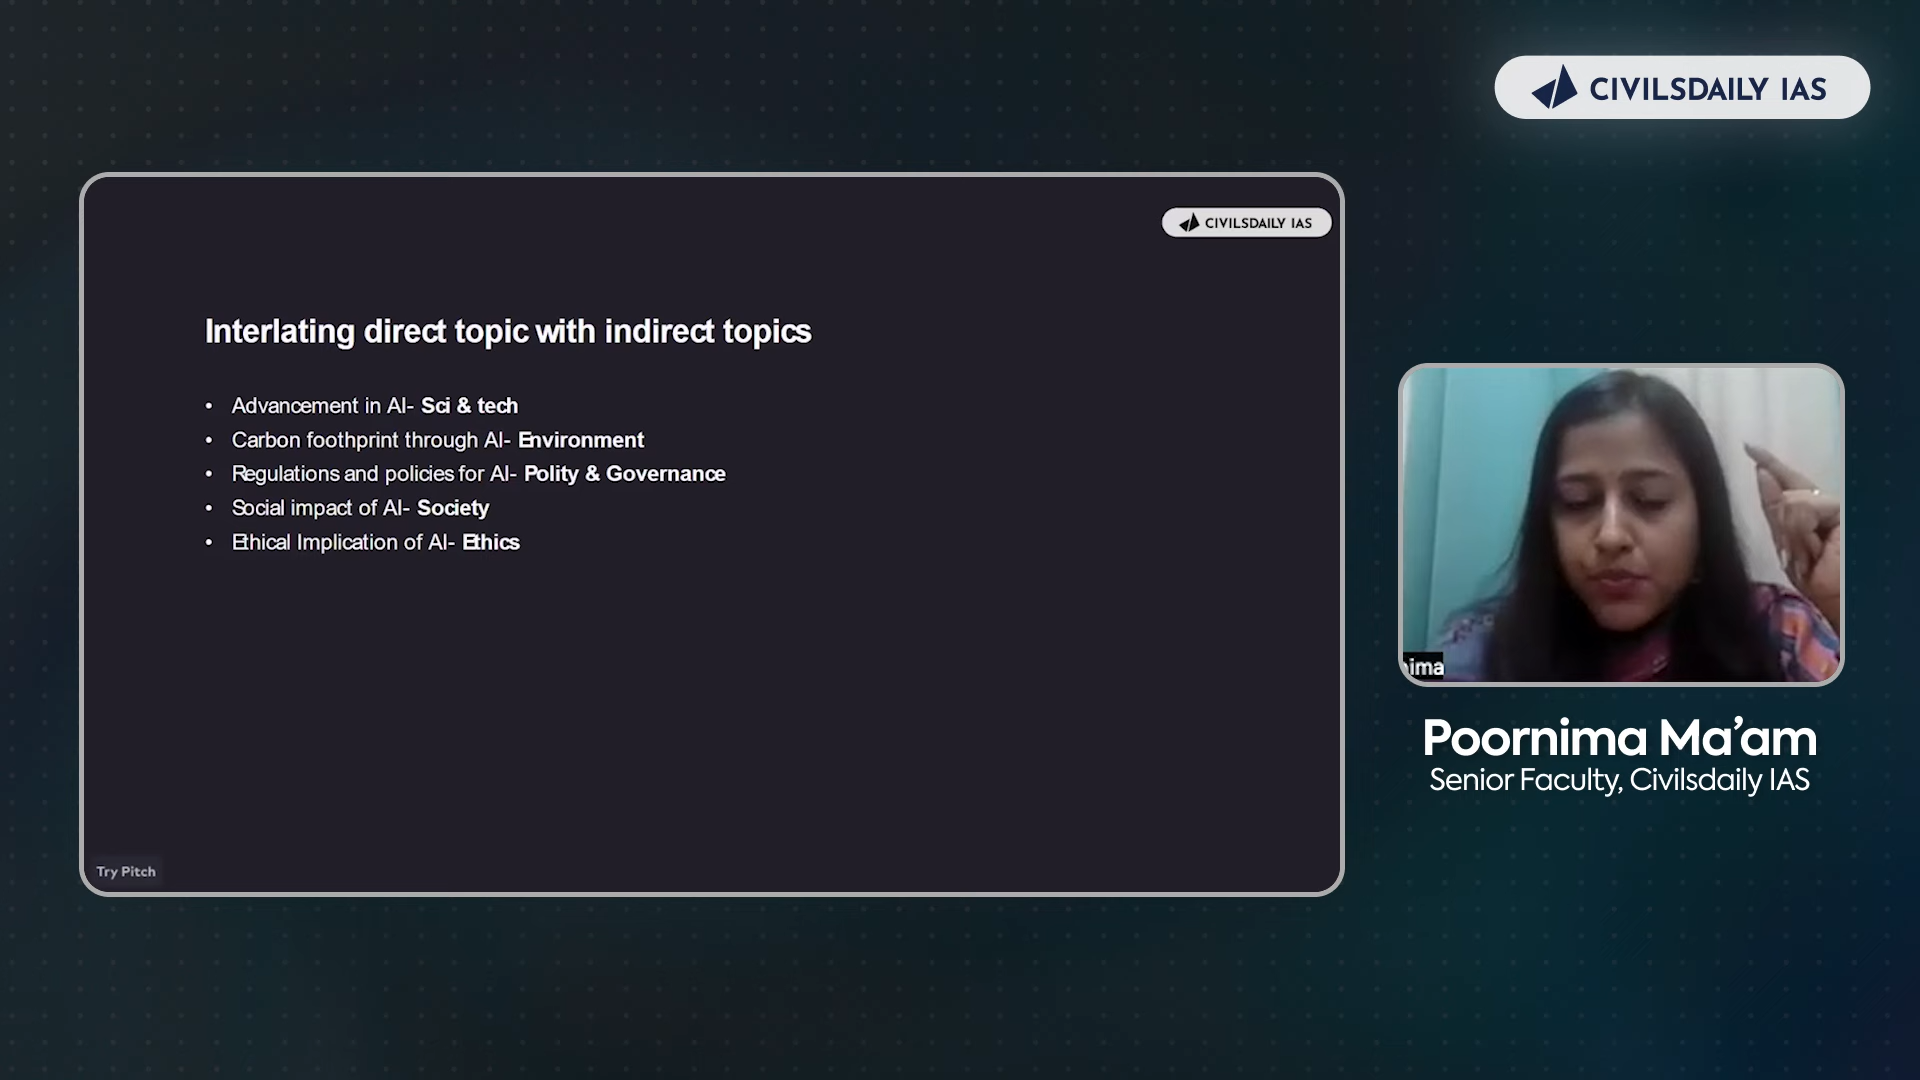 CIVILSDAILY IAS
CIVILSDAILY IAS
Interlating direct topic with indirect topics
• Advancement in AI- Sci & tech
• Carbon foothprint through AI- Environment
• Regulations and policies for AI- Polity & Governance
• Social impact of AI- Society
• Ethical Implication of AI- Ethics
Try Pitch
nima
Poornima Ma’am
Senior Faculty, Civilsdaily IAS